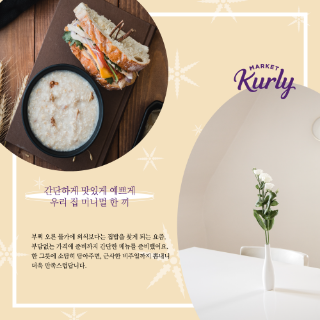 MARKET
Kurly
간단하게 맛있게 예쁘게
우리 집 미니멀 한 끼
부쩍 오른 물가에 외식보다는 집밥을 찾게 되는 요즘,
부담없는 가격에 준비까지 간단한 메뉴를 준비했어요.
한 그릇에 소담히 담아주면, 근사한 비주얼까지 흠내니
더욱 만족스럽답니다.